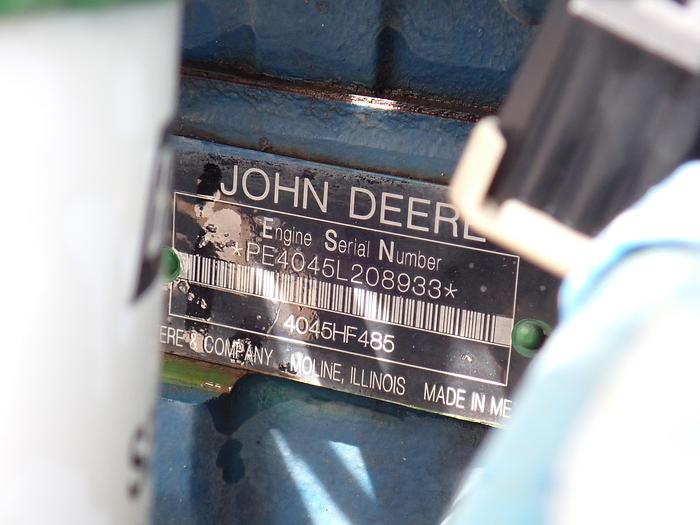 JOHN DEERE
Engine Serial Number
*PE4045L208933*
4045HF485
ERE & COMPANY MOLINE, ILLINOIS MADE IN ME